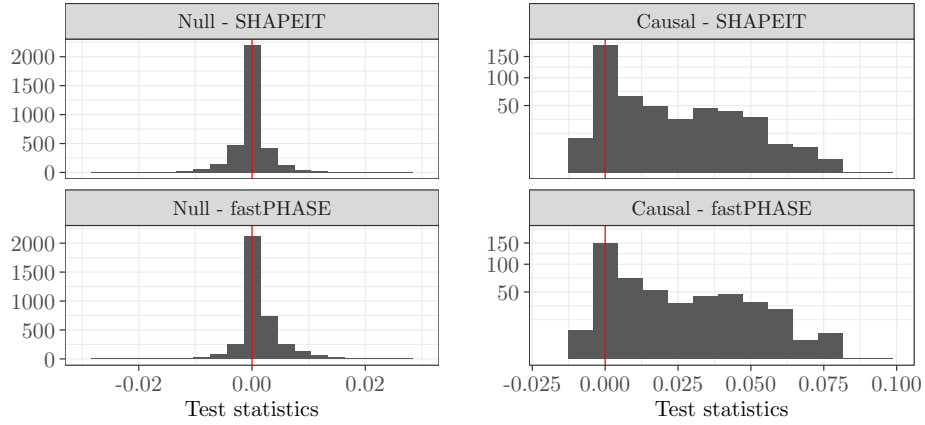 Null - SHAPEIT
Causal - SHAPEIT
2000
1500
1000
500
0
150
100
50
Null - fastPHASE
Causal - fastPHASE
2000
1500
1000
500
0
150
100
50
-0.02 0.00 0.02
-0.025 0.000 0.025 0.050 0.075 0.100
Test statistics
Test statistics